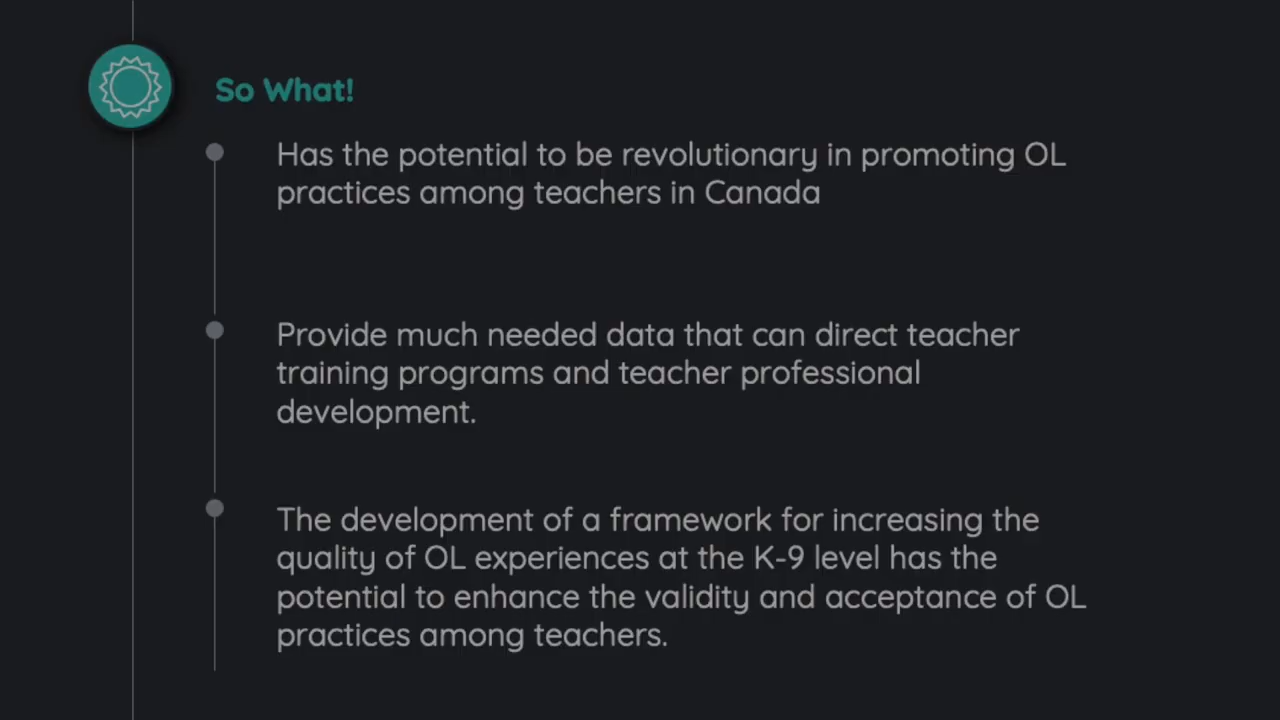 So What!
Has the potential to be revolutionary in promoting OL
practices among teachers in Canada
Provide much needed data that can direct teacher
training programs and teacher professional
development.
The development of a framework for increasing the
quality of OL experiences at the K-9 level has the
potential to enhance the validity and acceptance of OL
practices among teachers.